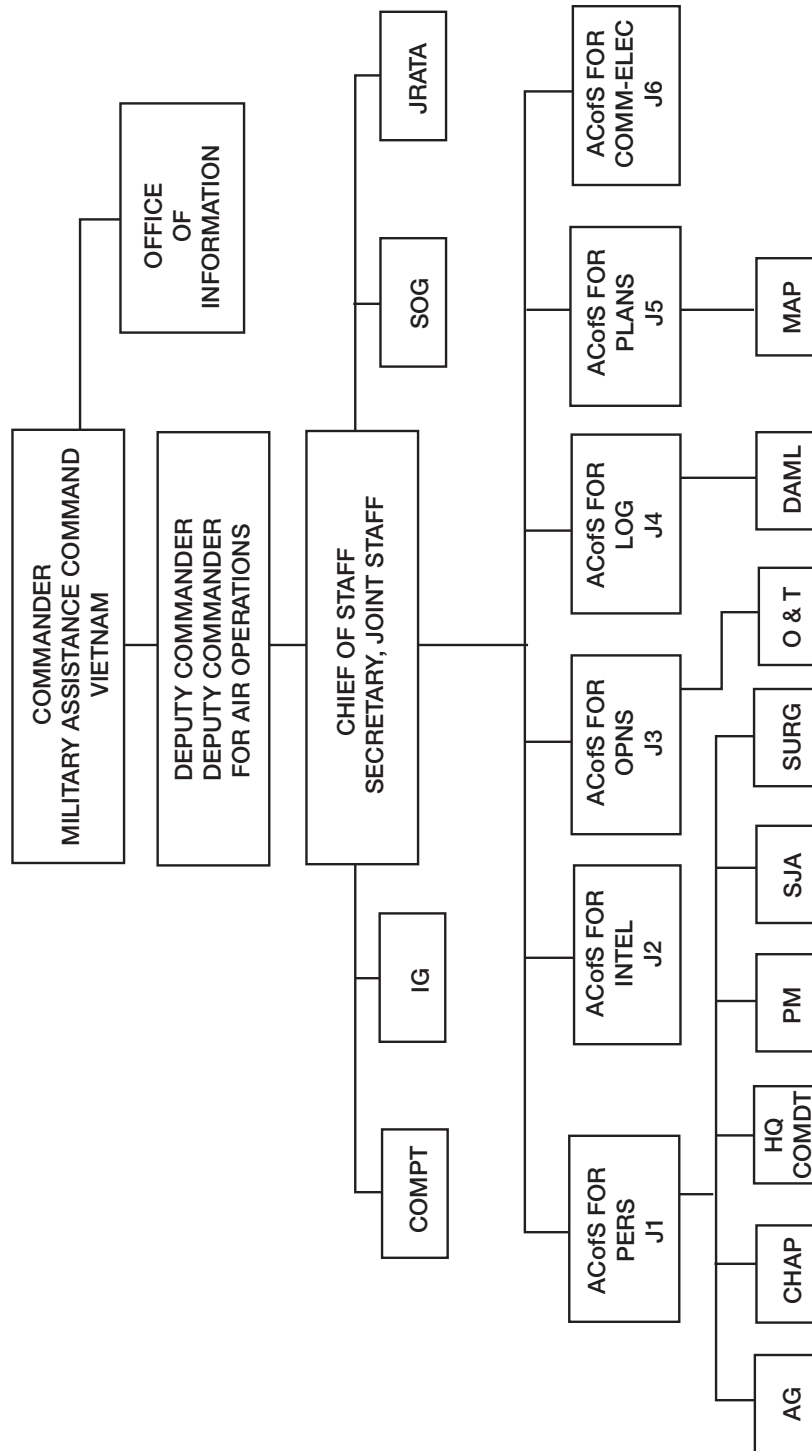 COMMANDER
MILITARY ASSISTANCE COMMAND
VIETNAM
OFFICE
OF
INFORMATION
DEPUTY COMMANDER
DEPUTY COMMANDER
FOR AIR OPERATIONS
CHIEF OF STAFF
SECRETARY, JOINT STAFF
COMPT
IG
SOG
JRATA
ACofS FOR
PERS
J1
ACofS FOR
INTEL
J2
ACofS FOR
OPNS
J3
ACofS FOR
LOG
J4
ACofS FOR
PLANS
J5
ACofS FOR
COMM-ELEC
J6
AG
CHAP
HQ
COMDT
PM
SJA
SURG
O & T
DAML
MAP